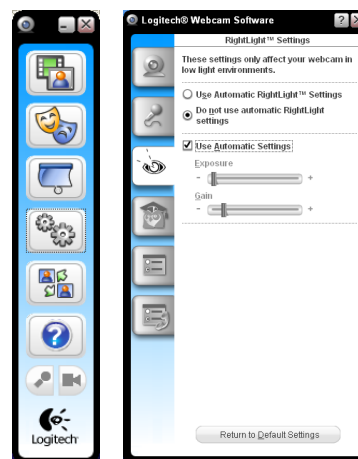 Logitech
Logitech® Webcam Software
RightLight™ Settings
These settings only affect your webcam in
low light environments.
Use Automatic RightLight™ Settings
Do not use automatic RightLight
settings
Use Automatic Settings
Exposure
- +
Gain
- +
Return to Default Settings